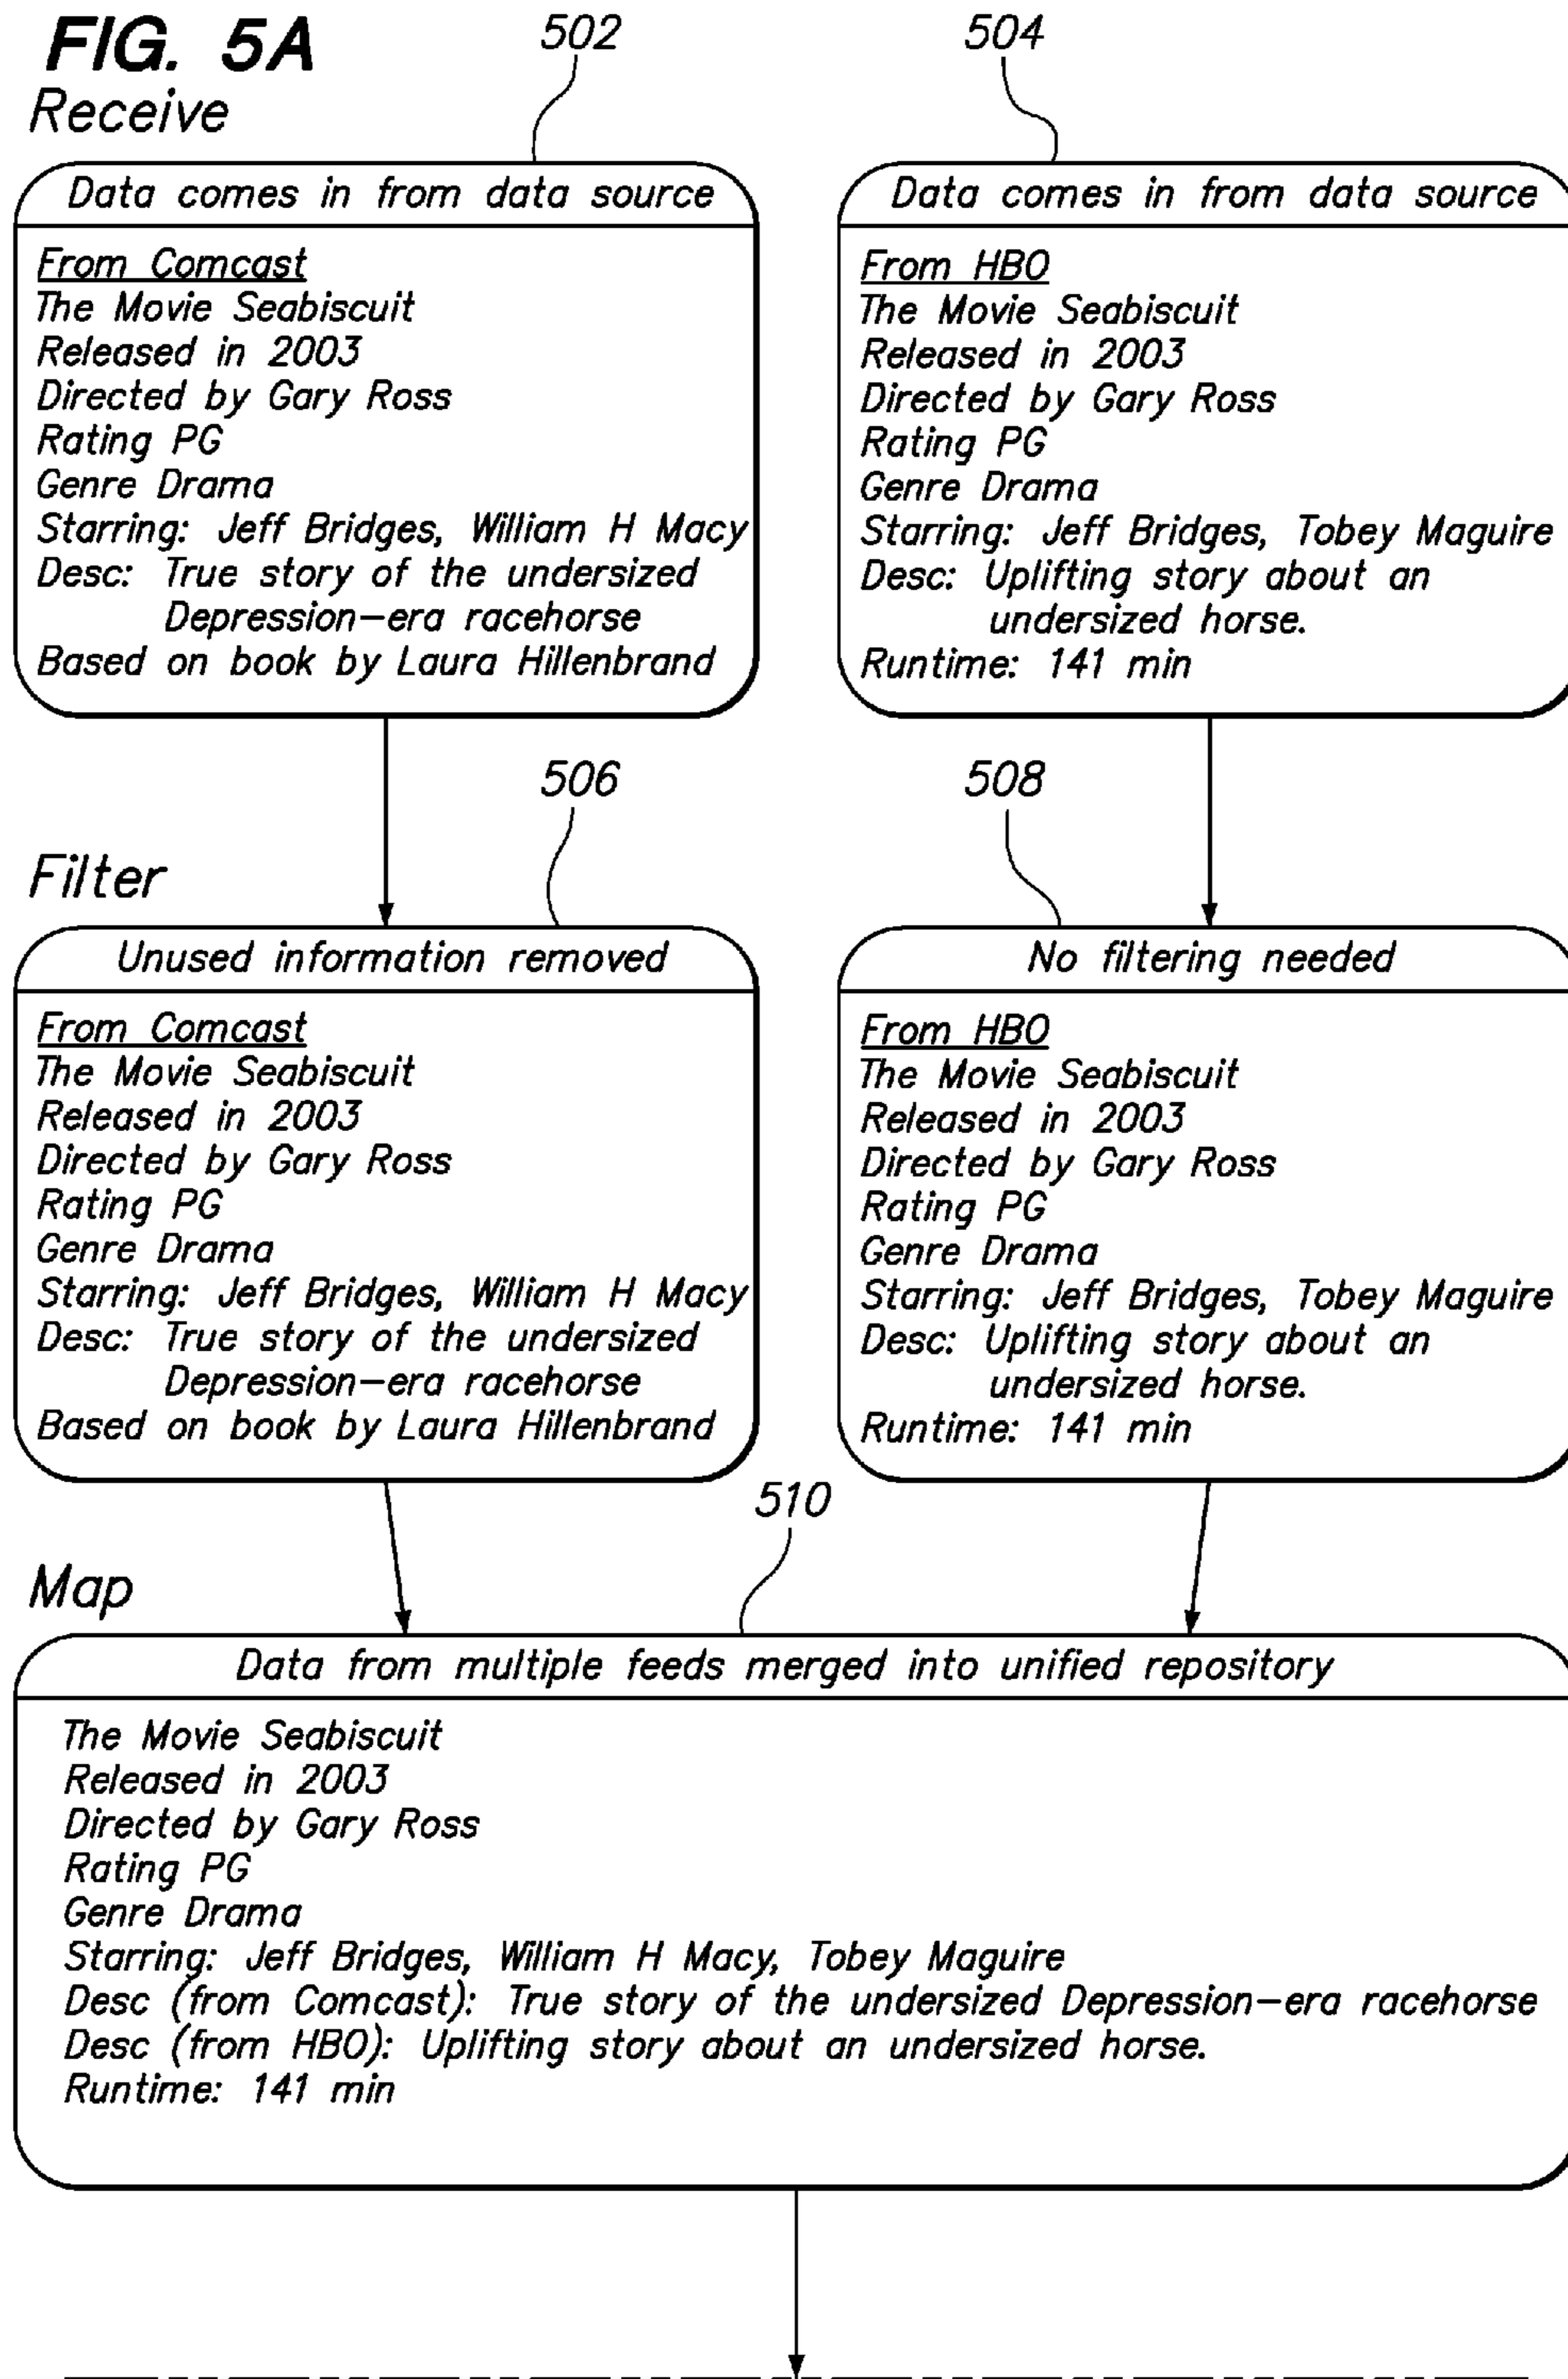 FIG. 5A
502
504
Receive
Data comes in from data source
From Comcast
The Movie Seabiscuit
Released in 2003
Directed by Gary Ross
Rating PG
Genre Drama
Starring: Jeff Bridges, William H Macy
Desc: True story of the undersized
Depression-era racehorse
Based on book by Laura Hillenbrand
Data comes in from data source
From HBO
The Movie Seabiscuit
Released in 2003
Directed by Gary Ross
Rating PG
Genre Drama
Starring: Jeff Bridges, Tobey Maguire
Desc: Uplifting story about an
undersized horse.
Runtime: 141 min
506
508
Filter
Unused information removed
From Comcast
The Movie Seabiscuit
Released in 2003
Directed by Gary Ross
Rating PG
Genre Drama
Starring: Jeff Bridges, William H Macy
Desc: True story of the undersized
Depression-era racehorse
Based on book by Laura Hillenbrand
No filtering needed
From HBO
The Movie Seabiscuit
Released in 2003
Directed by Gary Ross
Rating PG
Genre Drama
Starring: Jeff Bridges, Tobey Maguire
Desc: Uplifting story about an
undersized horse.
Runtime: 141 min
510
Map
Data from multiple feeds merged into unified repository
The Movie Seabiscuit
Released in 2003
Directed by Gary Ross
Rating PG
Genre Drama
Starring: Jeff Bridges, William H Macy, Tobey Maguire
Desc (from Comcast): True story of the undersized Depression-era racehorse
Desc (from HBO): Uplifting story about an undersized horse.
Runtime: 141 min